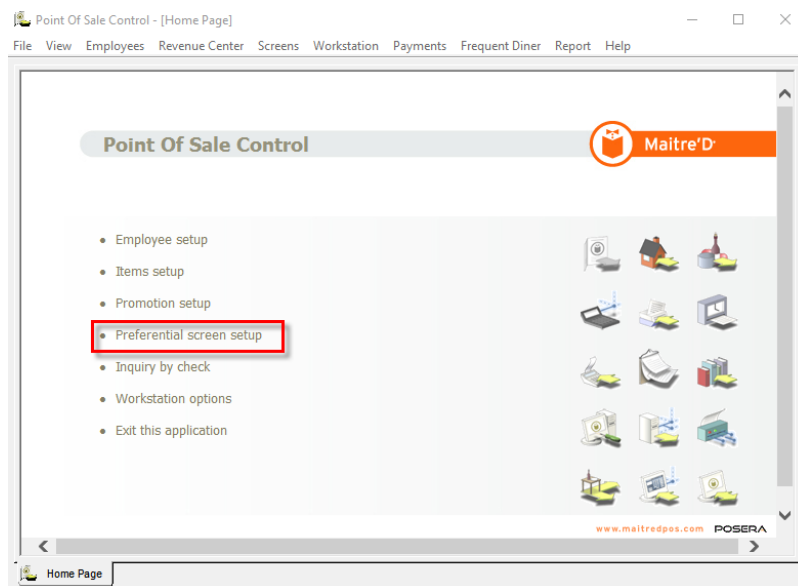 Point Of Sale Control - [Home Page]
File View Employees Revenue Center Screens Workstation Payments Frequent Diner Report Help
Point Of Sale Control
Maitre'D
Employee setup
Items setup
Promotion setup
Preferential screen setup
Inquiry by check
Workstation options
Exit this application
www.maitredpos.com POSERA
Home Page